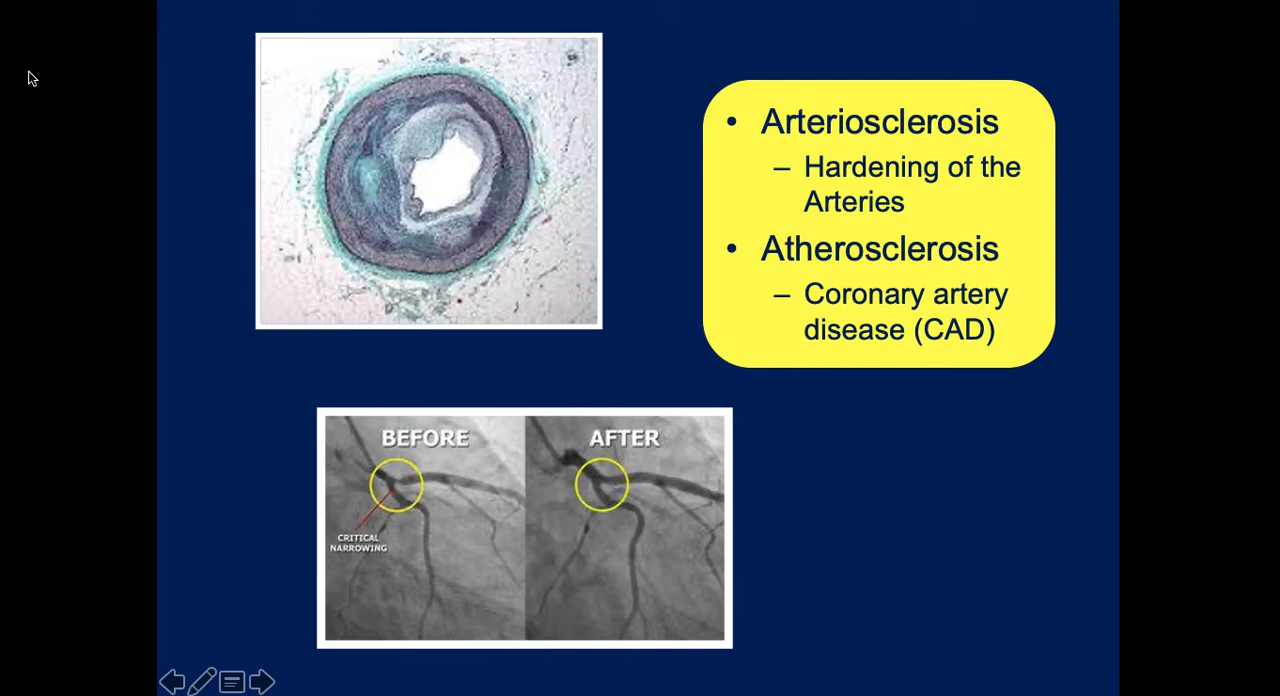 • Arteriosclerosis
– Hardening of the
Arteries
• Atherosclerosis
– Coronary artery
disease (CAD)
BEFORE
AFTER
CRITICAL
NARROWING